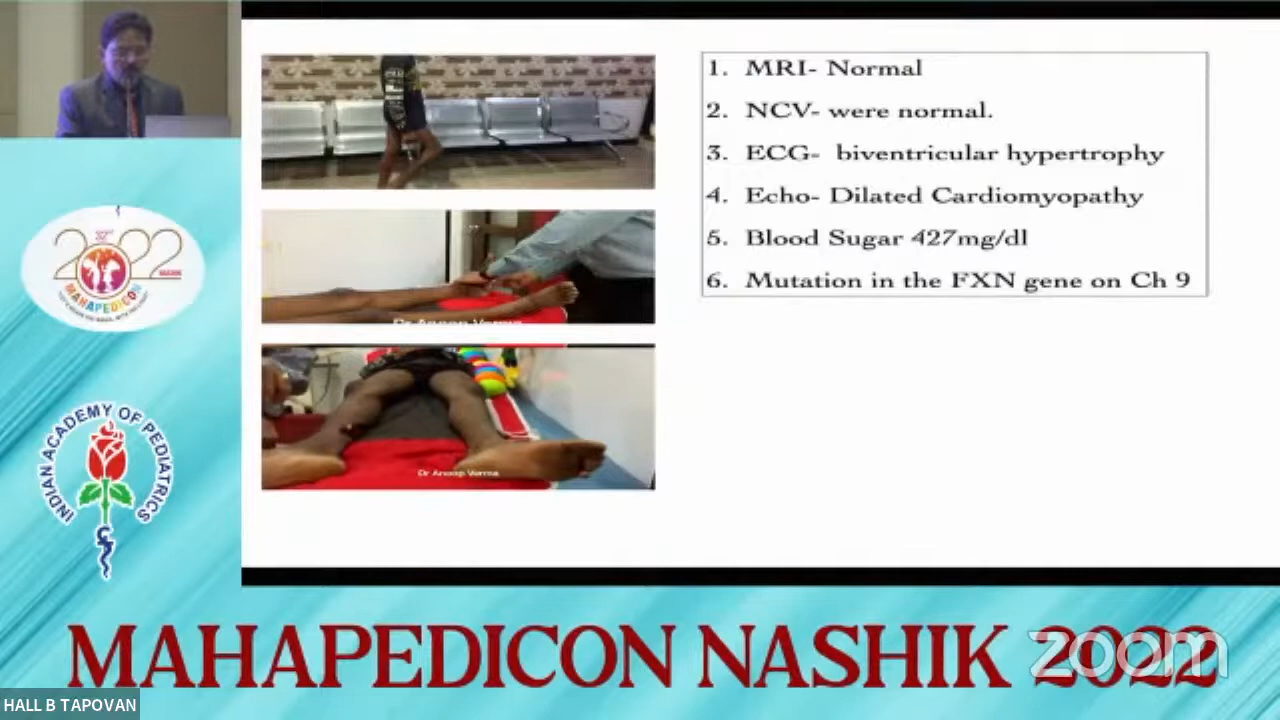 1. MRI- Normal
2. NCV- were normal.
3. ECG- biventricular hypertrophy
4. Echo- Dilated Cardiomyopathy
5. Blood Sugar 427mg/dl
6. Mutation in the FXN gene on Ch 9
Dr Anoop Verma
Dr Anoop Verma
2022
MAHAPEDICON
INDIAN ACADEMY OF PEDIATRICS
MAHAPEDICON NASHIK 2022
zoom
HALL B TAPOVAN